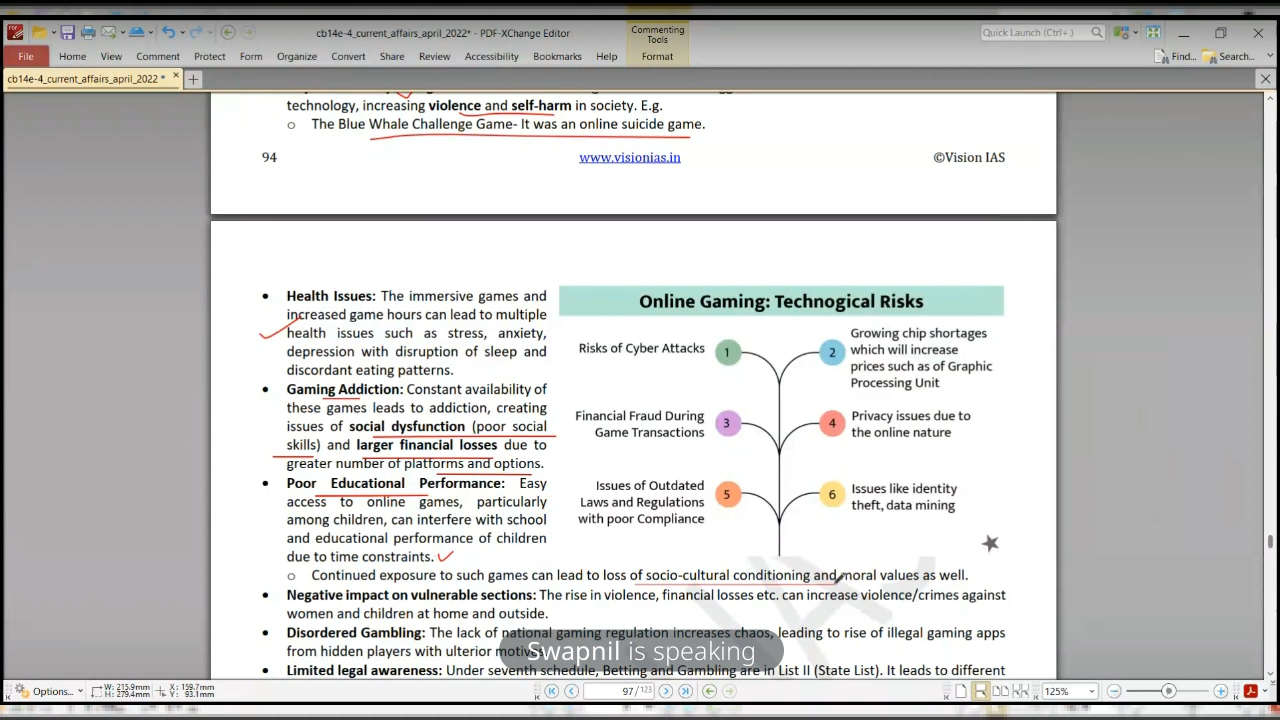 cb14e-4_current_affairs_april_2022* - PDF-XChange Editor
Commenting Tools
Quick Launch (Ctrl+.)
File Home View Comment Protect Form Organize Convert Share Review Accessibility Bookmarks Help Format Find... Search...
cb14e-4_current_affairs_april_2022 *
technology, increasing violence and self-harm in society. E.g.
o The Blue Whale Challenge Game- It was an online suicide game.
94 www.visionias.in ©Vision IAS
• Health Issues: The immersive games and
increased game hours can lead to multiple
health issues such as stress, anxiety,
depression with disruption of sleep and
discordant eating patterns.
• Gaming Addiction: Constant availability of
these games leads to addiction, creating
issues of social dysfunction (poor social
skills) and larger financial losses due to
greater number of platforms and options.
• Poor Educational Performance: Easy
access to online games, particularly
among children, can interfere with school
and educational performance of children
due to time constraints.
Online Gaming: Technogical Risks
Risks of Cyber Attacks
1
2
Growing chip shortages
which will increase
prices such as of Graphic
Processing Unit
Financial Fraud During
Game Transactions
3
4
Privacy issues due to
the online nature
Issues of Outdated
Laws and Regulations
with poor Compliance
5
6
Issues like identity
theft, data mining
o Continued exposure to such games can lead to loss of socio-cultural conditioning and moral values as well.
• Negative impact on vulnerable sections: The rise in violence, financial losses etc. can increase violence/crimes against
women and children at home and outside.
• Disordered Gambling: The lack of national gaming regulation increases chaos, leading to rise of illegal gaming apps
from hidden players with ulterior
Swapnil is speaking
• Limited legal awareness: Under seventh schedule, Betting and Gambling are in List II (State List). It leads to different
Options... W: 215.9mm X: 159.7mm 97 / 123 125%
H: 279.4mm Y: 93.1mm